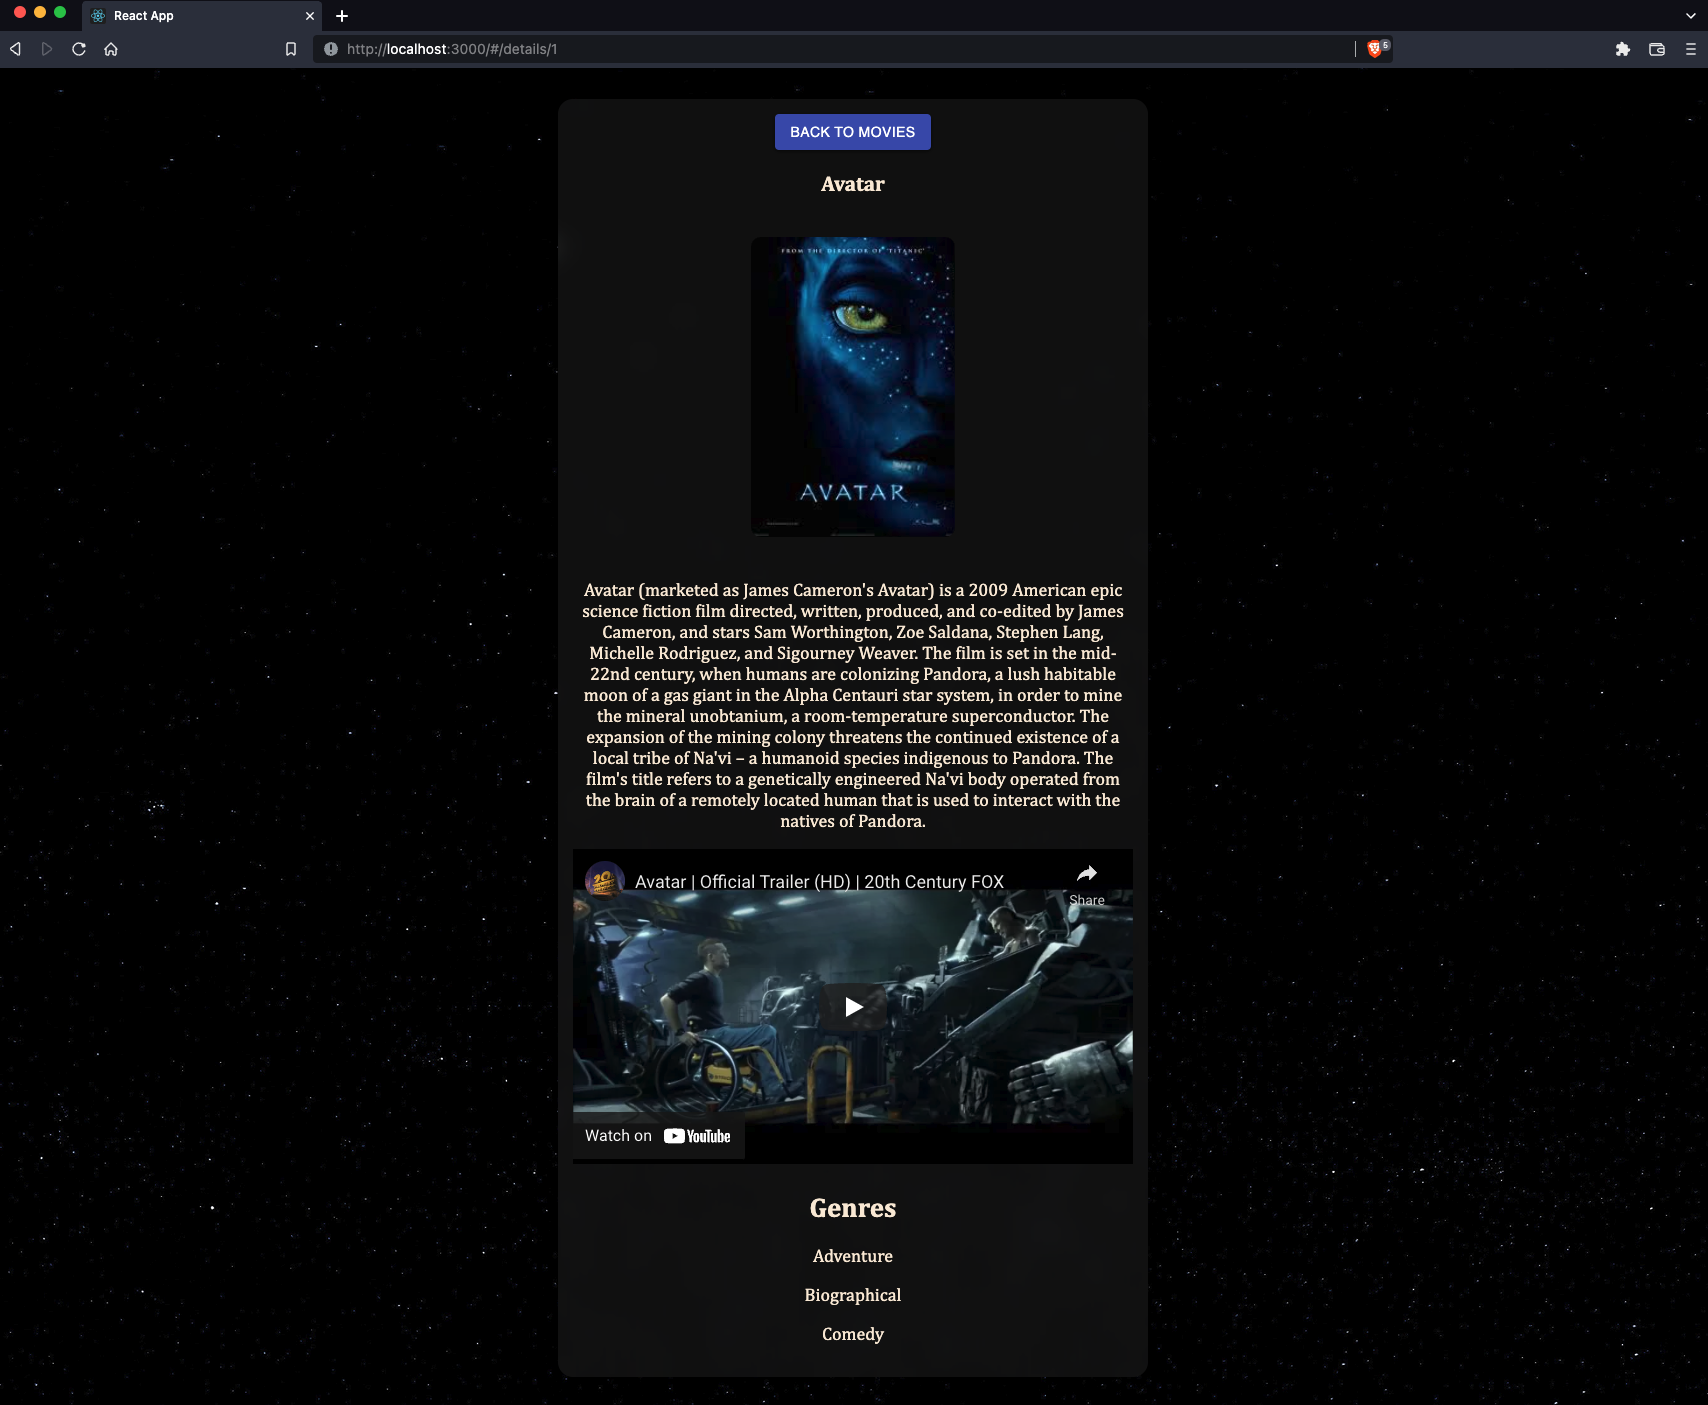 React App
http://localhost:3000/#/details/1
5
BACK TO MOVIES
Avatar
FROM THE DIRECTOR OF 'TITANIC'
AVATAR
Avatar (marketed as James Cameron's Avatar) is a 2009 American epic
science fiction film directed, written, produced, and co-edited by James
Cameron, and stars Sam Worthington, Zoe Saldana, Stephen Lang,
Michelle Rodriguez, and Sigourney Weaver. The film is set in the mid-
22nd century, when humans are colonizing Pandora, a lush habitable
moon of a gas giant in the Alpha Centauri star system, in order to mine
the mineral unobtanium, a room-temperature superconductor. The
expansion of the mining colony threatens the continued existence of a
local tribe of Na'vi – a humanoid species indigenous to Pandora. The
film's title refers to a genetically engineered Na'vi body operated from
the brain of a remotely located human that is used to interact with the
natives of Pandora.
Avatar | Official Trailer (HD) | 20th Century FOX
Share
Watch on YouTube
Genres
Adventure
Biographical
Comedy